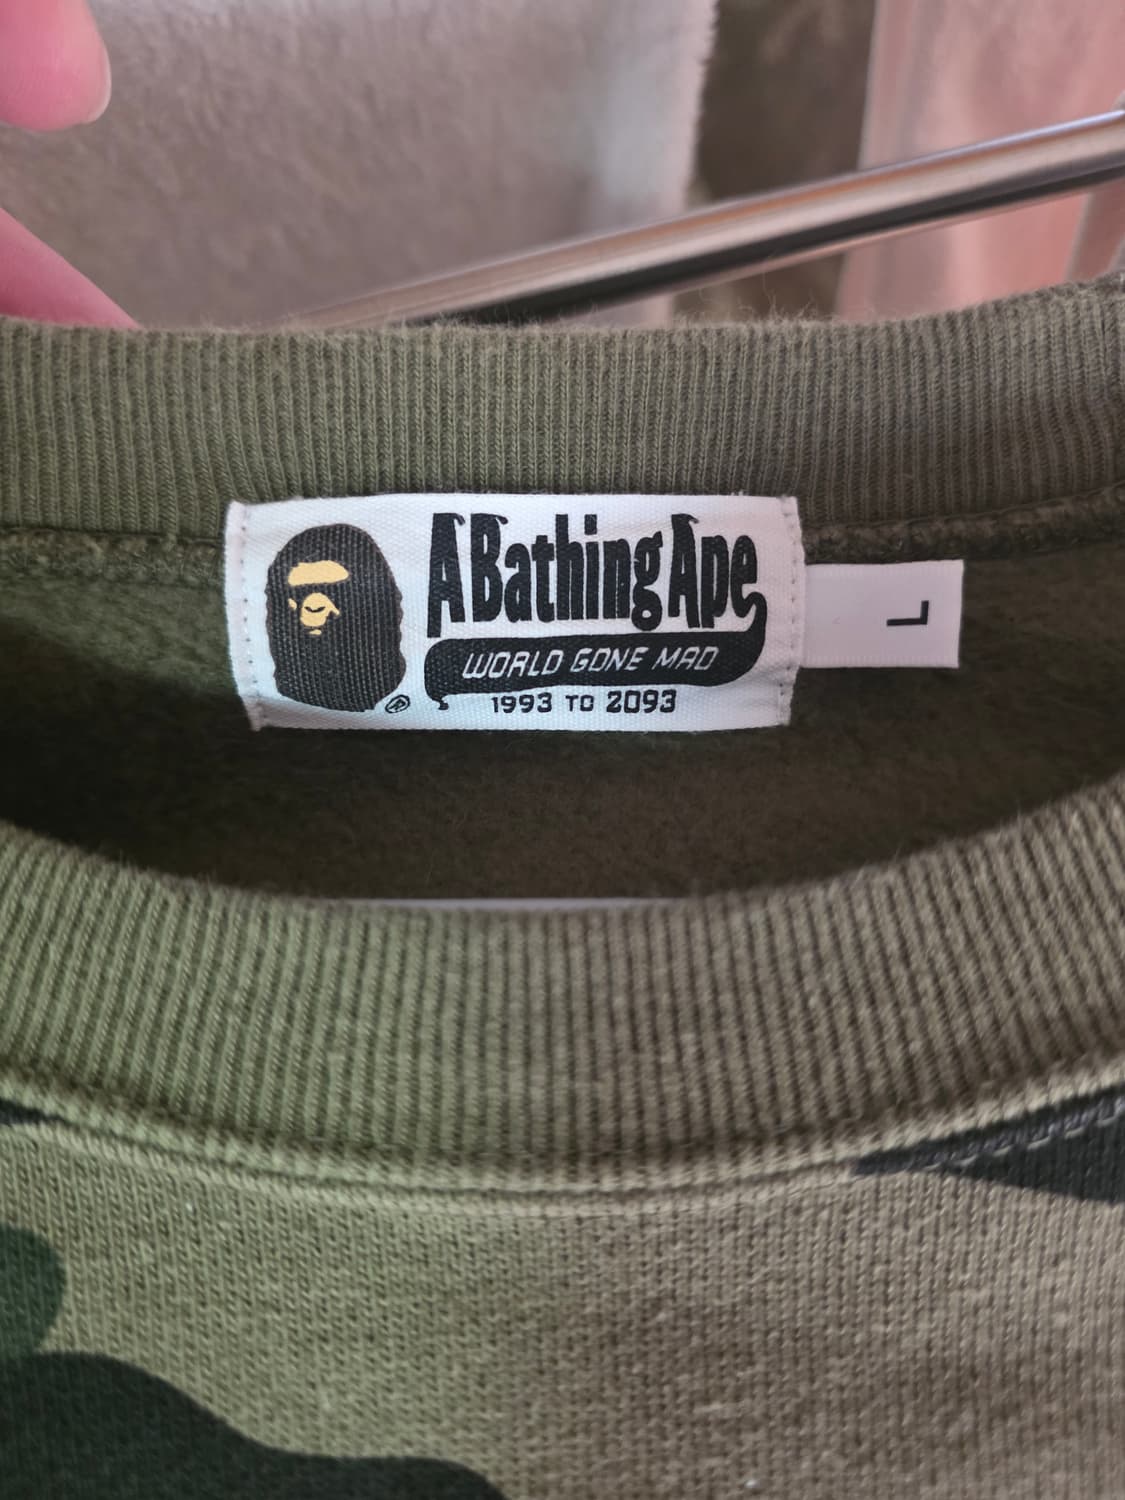 A Bathing Ape
WORLD GONE MAD
1993 TO 2093
L